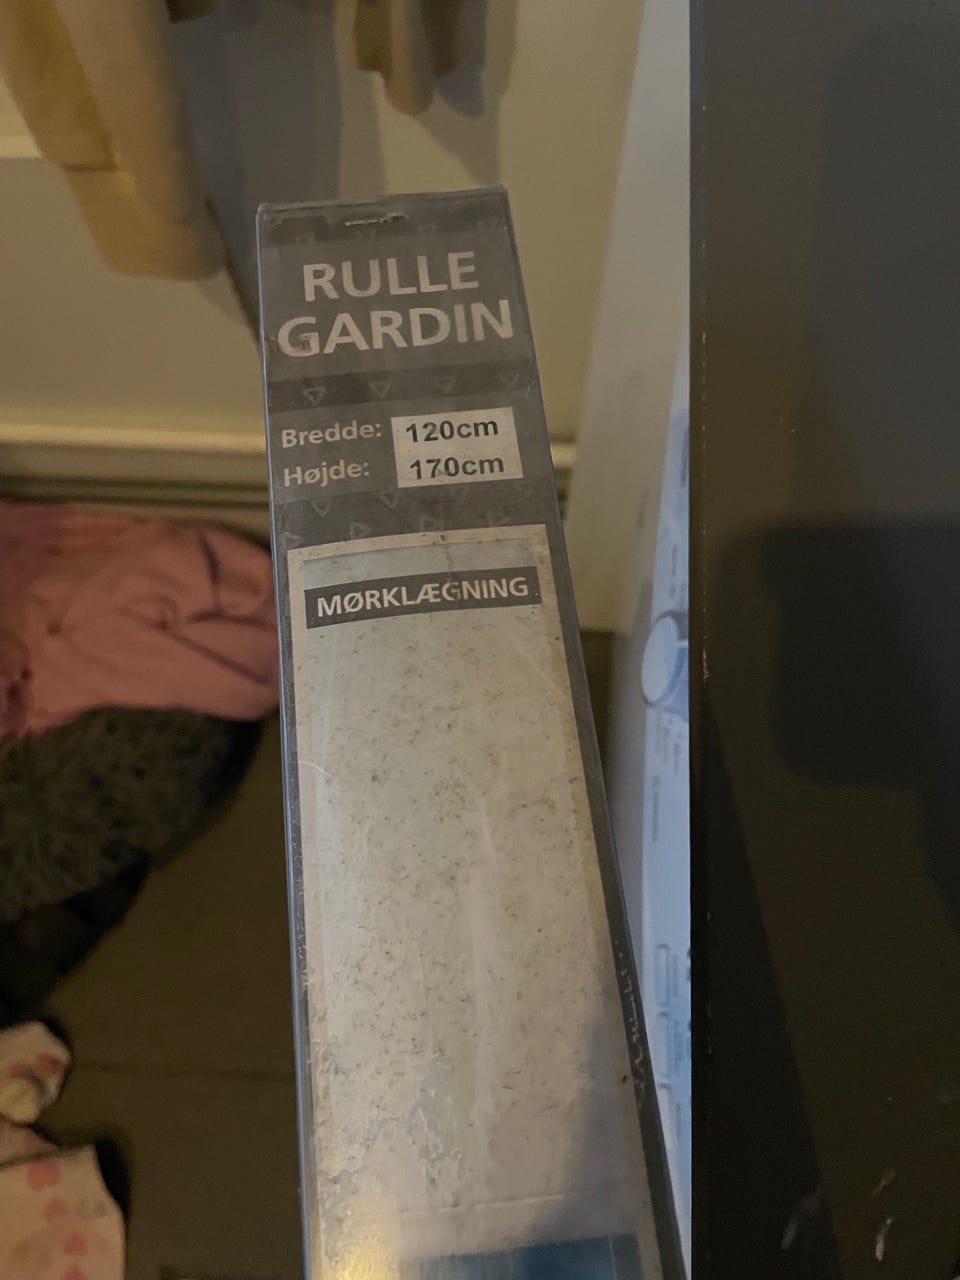 RULLE
GARDIN
Bredde: 120cm
Højde: 170cm
MØRKLÆGNING